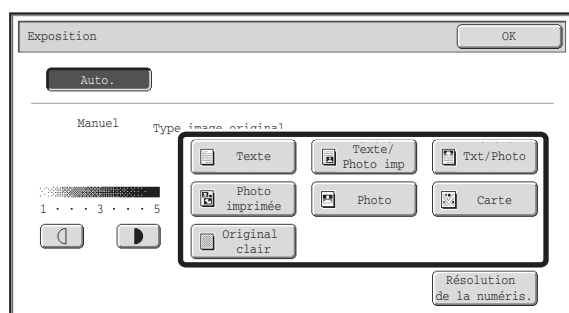 Exposition
OK
Auto.
Manuel
Type image original
Texte
Texte/
Photo imp
Txt/Photo
Photo
imprimée
Photo
Carte
1 · · · 3 · · · 5
Original
clair
Résolution
de la numéris.